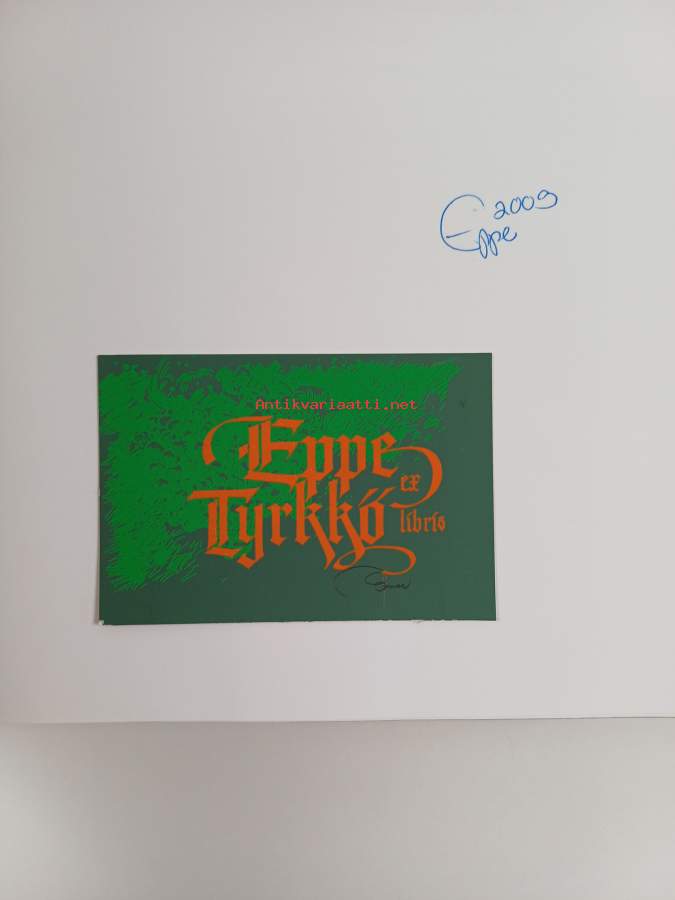 2009
Eppe
Antikvariaatti.net
Eppe
Tyrkkö
ex
libris